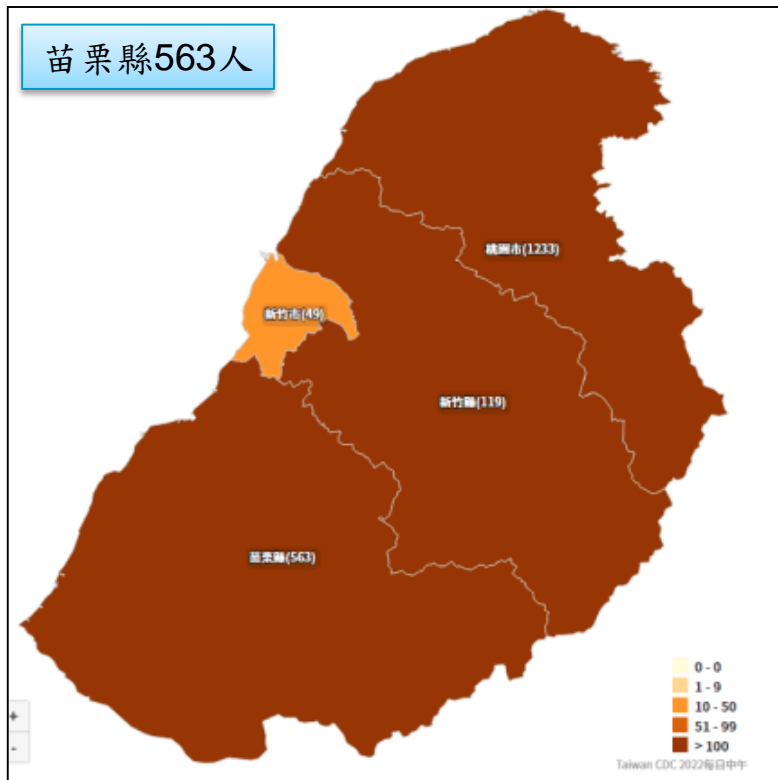 苗栗縣563人
桃園市(1233)
新竹市(49)
新竹縣(119)
苗栗縣(563)
0 - 0
1 - 9
10 - 50
51 - 99
> 100
+
-
Taiwan CDC 2022每日中午